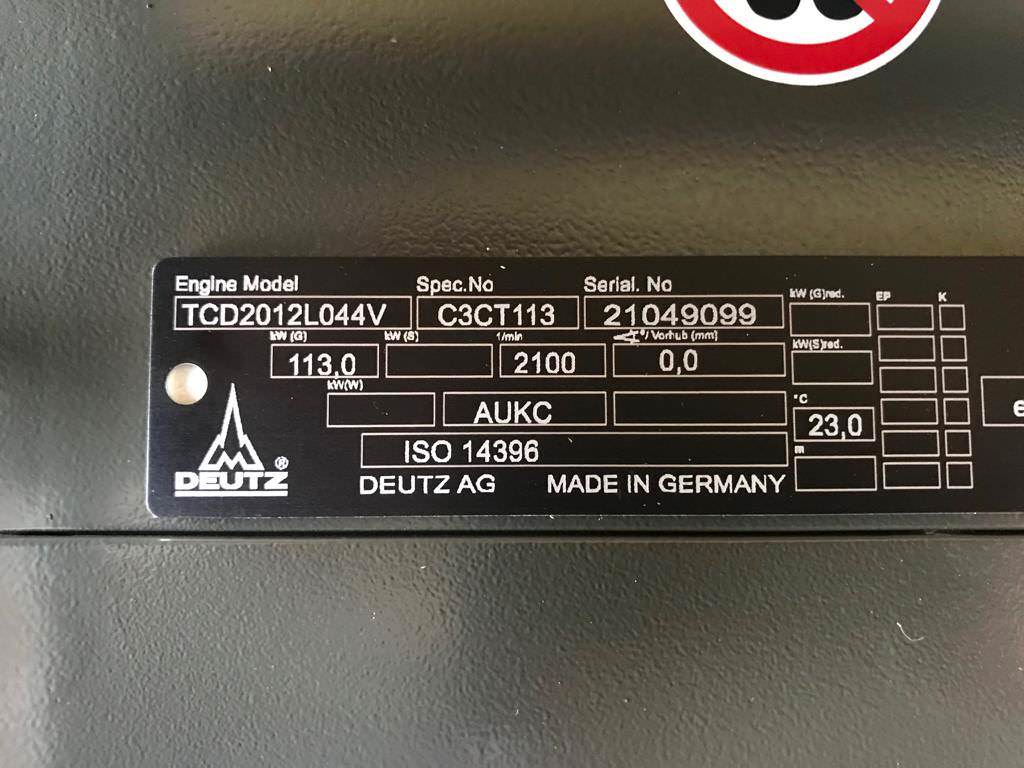 Engine Model Spec.No Serial. No kW (G)red. EP K
TCD2012L044V C3CT113 21049099
kW (G) kW (S) 1/min °/ Vorhub (mm) kW(S)red.
113,0 2100 0,0
kW(W) °C
AUKC 23,0
ISO 14396 m
DEUTZ® DEUTZ AG MADE IN GERMANY